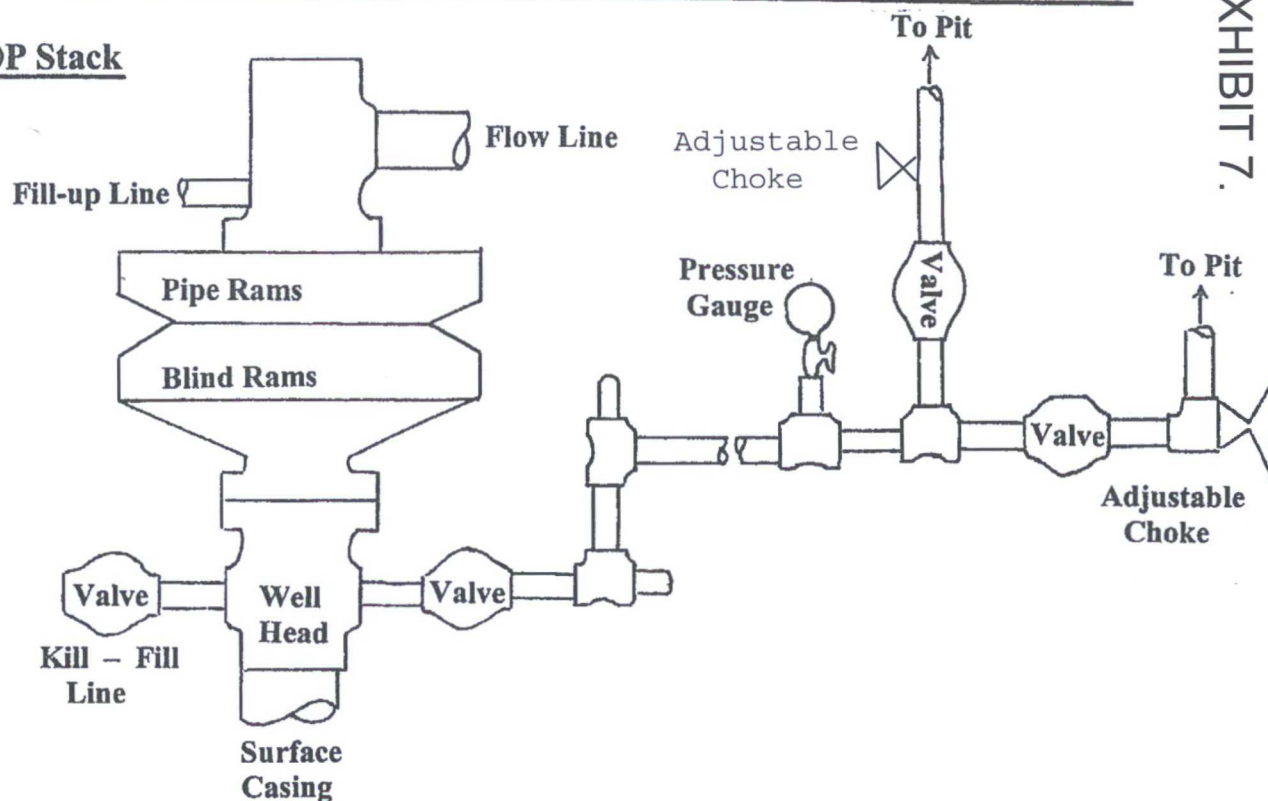 To Pit
XHIBIT 7.
P Stack
Flow Line
Adjustable
Choke
Fill-up Line
Pressure
Gauge
Valve
To Pit
Pipe Rams
Blind Rams
Valve
Adjustable
Choke
Valve
Well
Head
Valve
Kill – Fill
Line
Surface
Casing